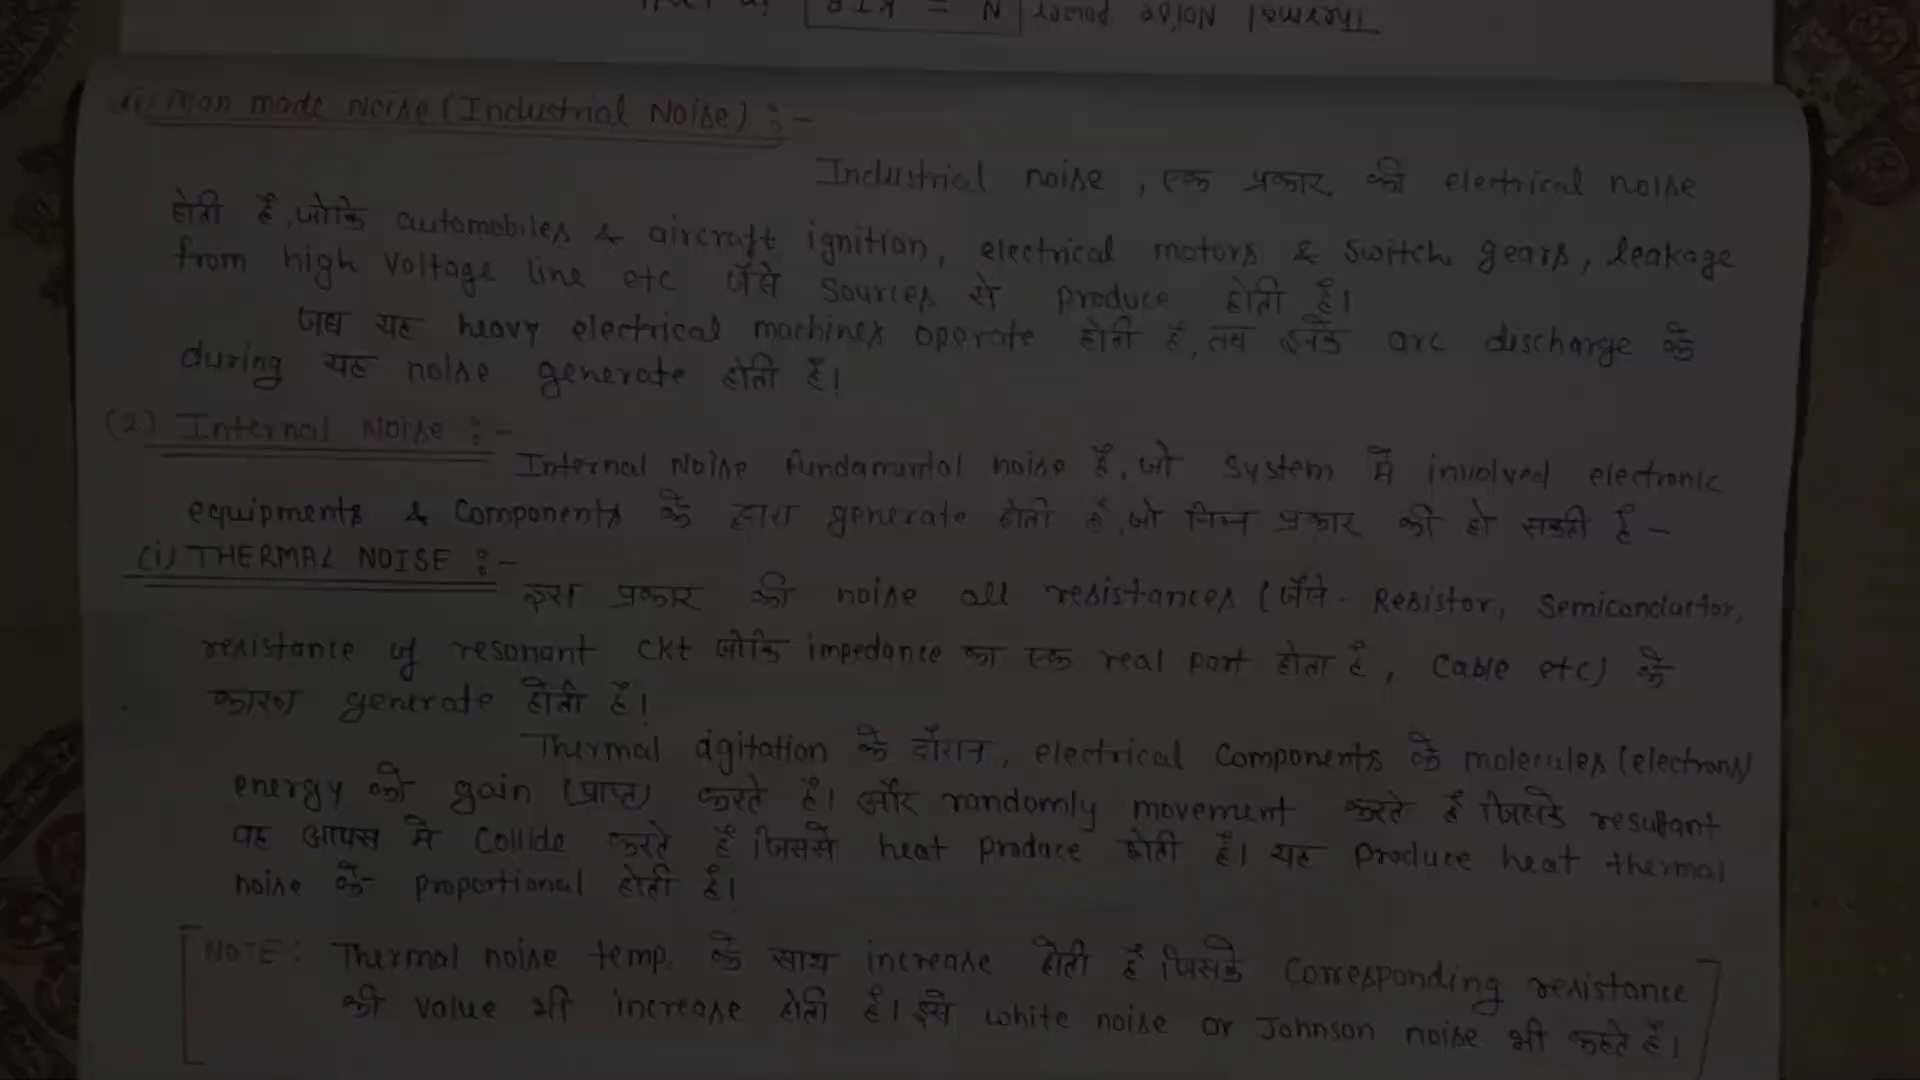 Thermal Noise power N = KTB
(ii) Man made Noise (Industrial Noise) :-
Industrial noise, एक प्रकार की electrical noise
होती है, जोकि automobiles & aircraft ignition, electrical motors & switch gears, leakage
from high voltage line etc जैसे sources से produce होती है।
जब यह heavy electrical machines operate होती है, तब इनके arc discharge के
during यह noise generate होती है।
(2) Internal Noise :-
Internal Noise fundamental noise है, जो system में involved electronic
equipments & Components के द्वारा generate होती है, जो निम्न प्रकार की हो सकती है -
(i) THERMAL NOISE :-
इस प्रकार की noise all resistances (जैसे- Resistor, Semiconductor,
resistance of resonant ckt जोकि impedance का एक real part होता है, Cable etc) के
कारण generate होती है।
Thermal agitation के दौरान, electrical components के molecules (electrons)
energy को gain (प्राप्त) करते है। और randomly movement करते है जिसके resultant
वह आपस में collide करते है जिससे heat produce होती है। यह produce heat thermal
noise के proportional होती है।
NOTE: Thermal noise temp. के साथ increase होती है जिसके corresponding resistance
की value भी increase होती है। इसे white noise or Johnson noise भी कहते है।